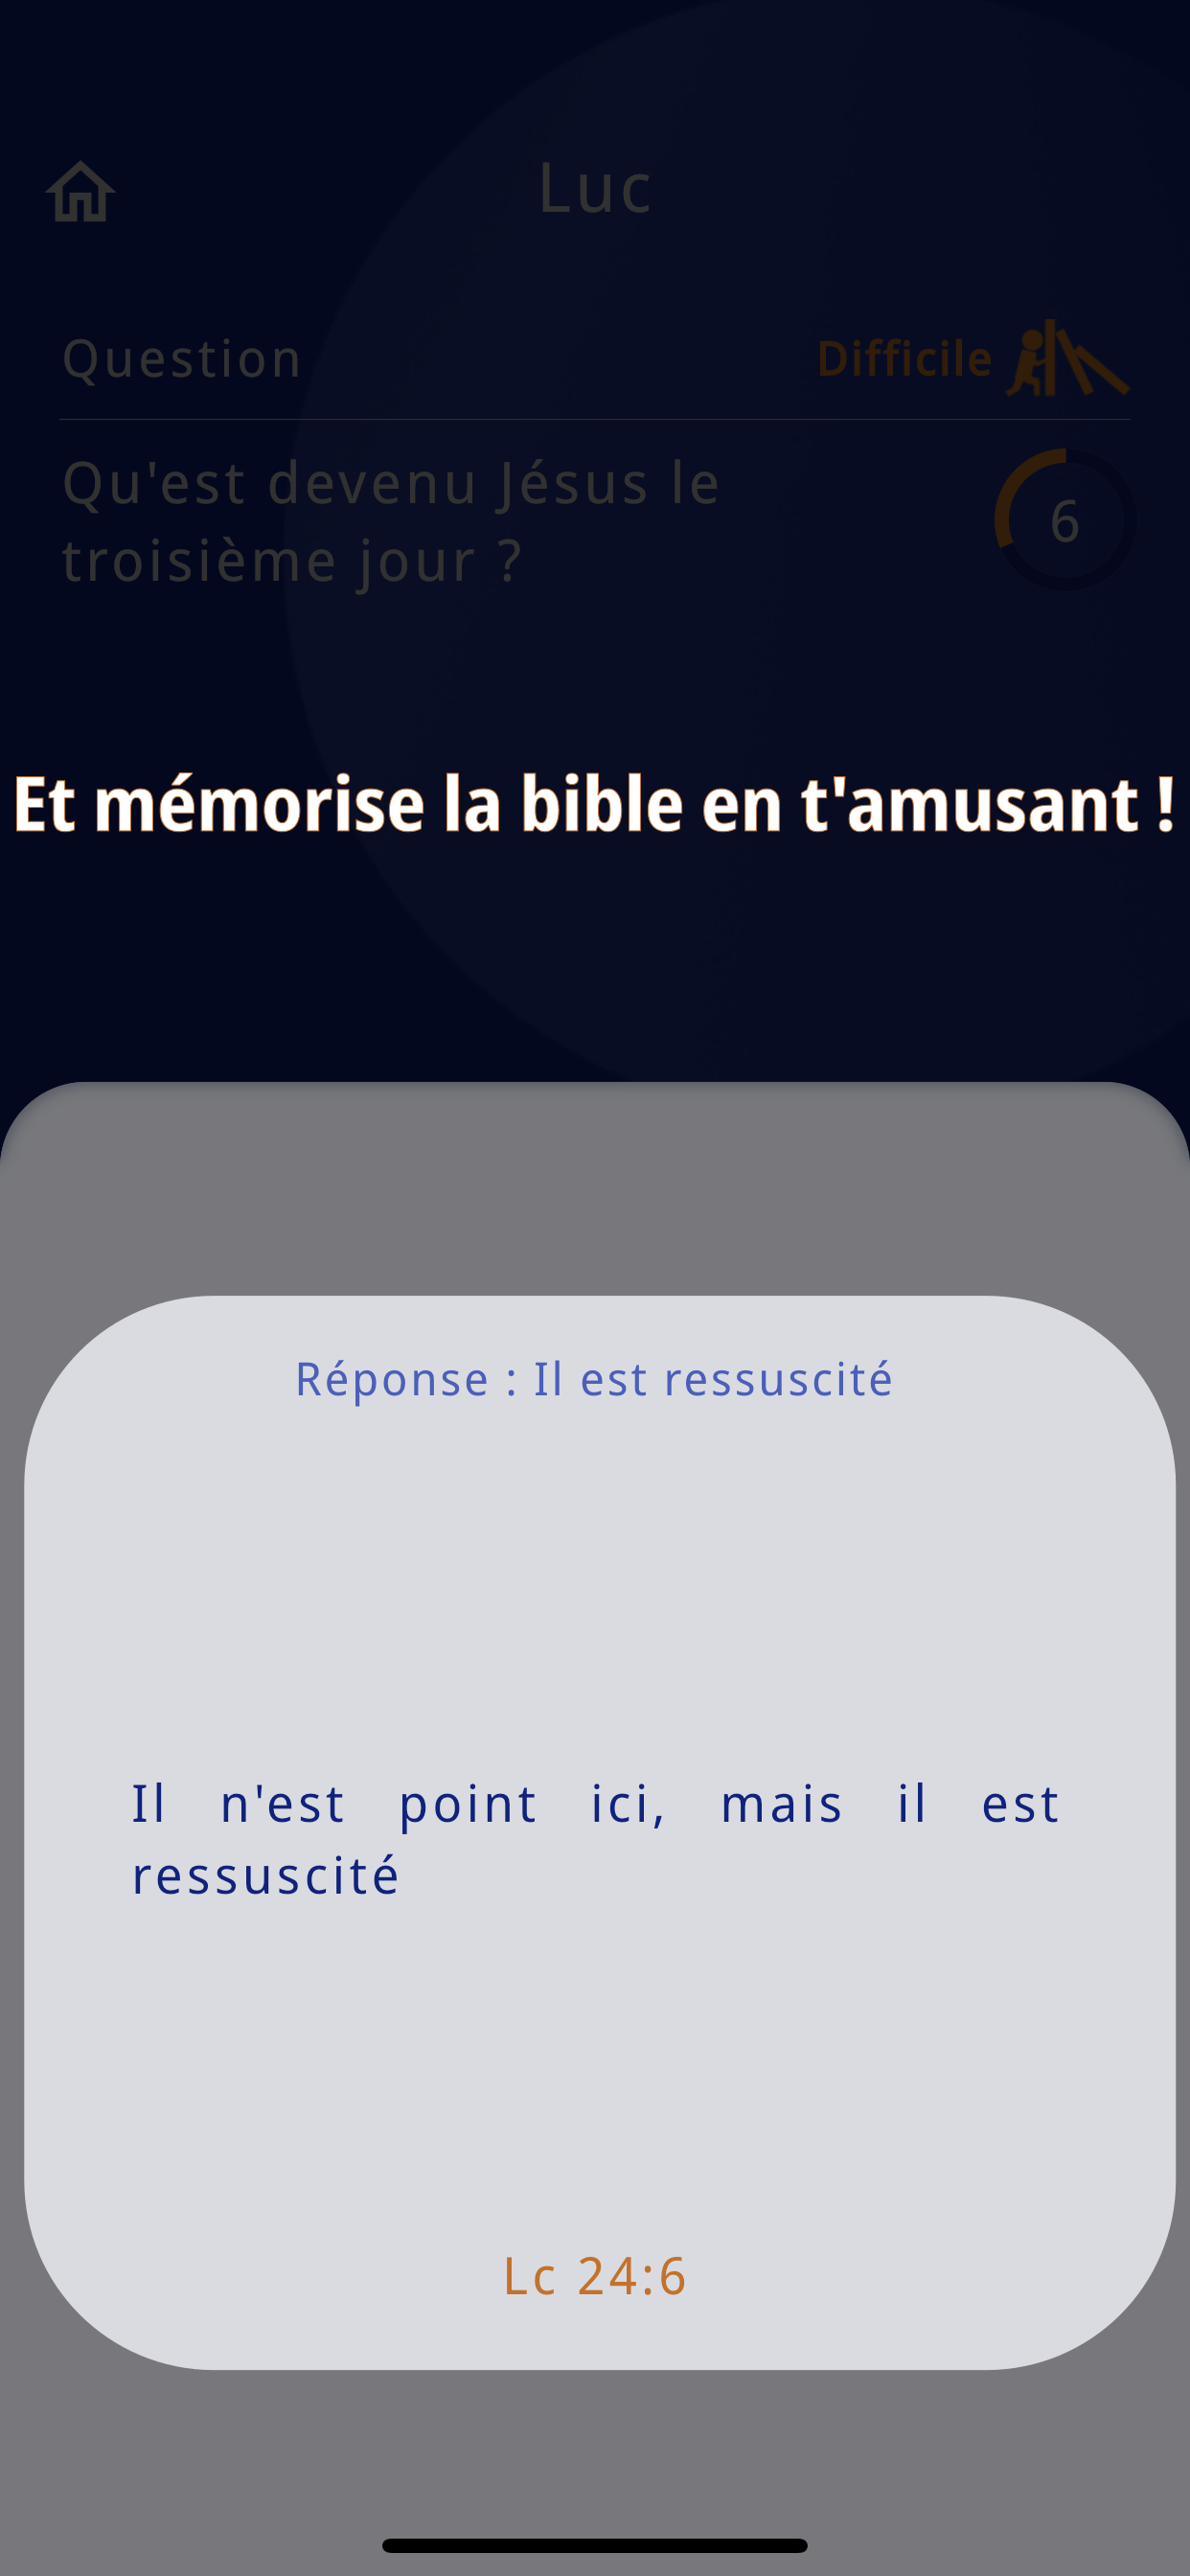 Luc
Question
Difficile
Qu'est devenu Jésus le
troisième jour ?
6
Et mémorise la bible en t'amusant !
Réponse : Il est ressuscité
Il n'est point ici, mais il est
ressuscité
Lc 24:6